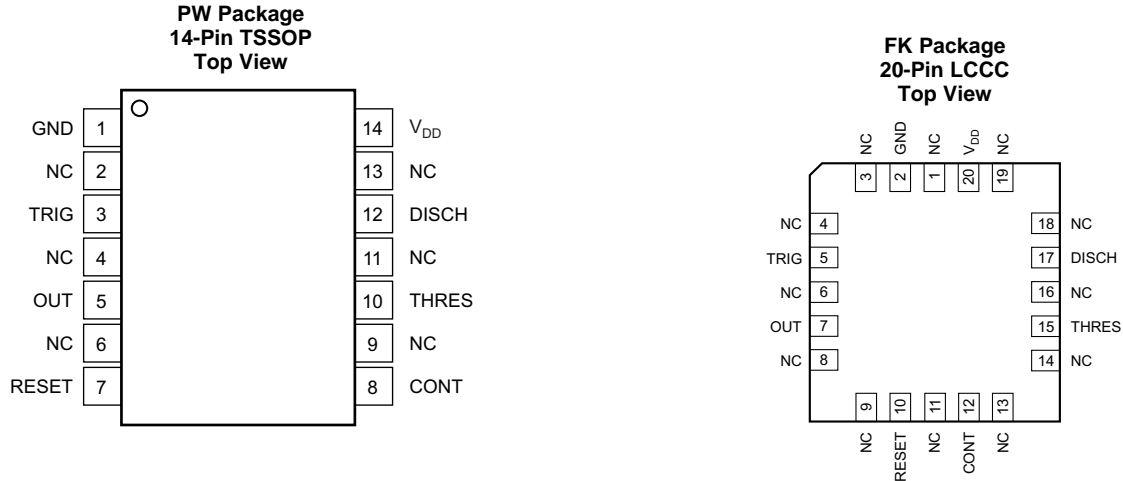 PW Package
14-Pin TSSOP
Top View
GND 1
NC 2
TRIG 3
NC 4
OUT 5
NC 6
RESET 7
14 VDD
13 NC
12 DISCH
11 NC
10 THRES
9 NC
8 CONT
FK Package
20-Pin LCCC
Top View
NC GND NC VDD NC
3 2 1 20 19
NC 4
TRIG 5
NC 6
OUT 7
NC 8
18 NC
17 DISCH
16 NC
15 THRES
14 NC
9 10 11 12 13
NC RESET NC CONT NC